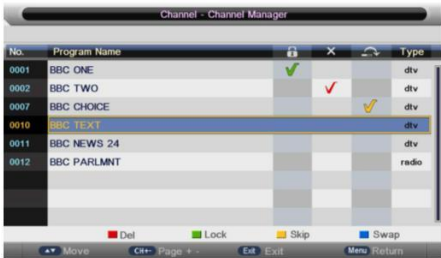 Channel - Channel Manager
No. Program Name Type
0001 BBC ONE dtv
0002 BBC TWO dtv
0007 BBC CHOICE dtv
0010 BBC TEXT dtv
0011 BBC NEWS 24 dtv
0012 BBC PARLMNT radio
Del Lock Skip Swap
Move CH+- Page + - Exit Exit Menu Return